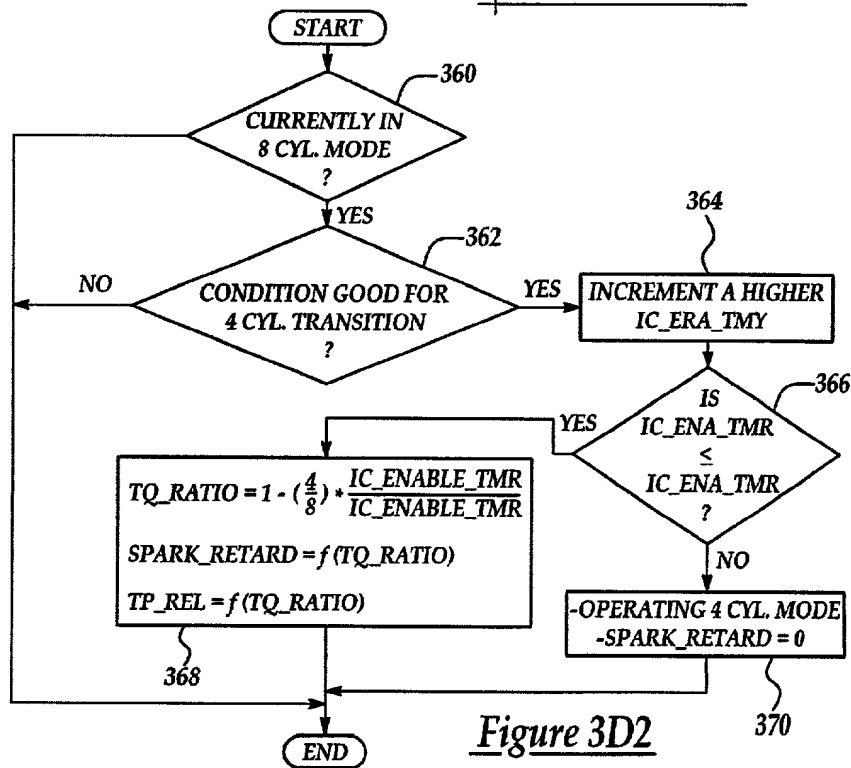 START
360
CURRENTLY IN
8 CYL. MODE
?
YES
362
CONDITION GOOD FOR
4 CYL. TRANSITION
?
NO
YES
364
INCREMENT A HIGHER
IC_ERA_TMY
366
IS
IC_ENA_TMR
≤
IC_ENA_TMR
?
YES
NO
TQ_RATIO = 1 - (4/8) * IC_ENABLE_TMR
IC_ENABLE_TMR
SPARK_RETARD = f (TQ_RATIO)
TP_REL = f (TQ_RATIO)
368
-OPERATING 4 CYL. MODE
-SPARK_RETARD = 0
370
END
Figure 3D2